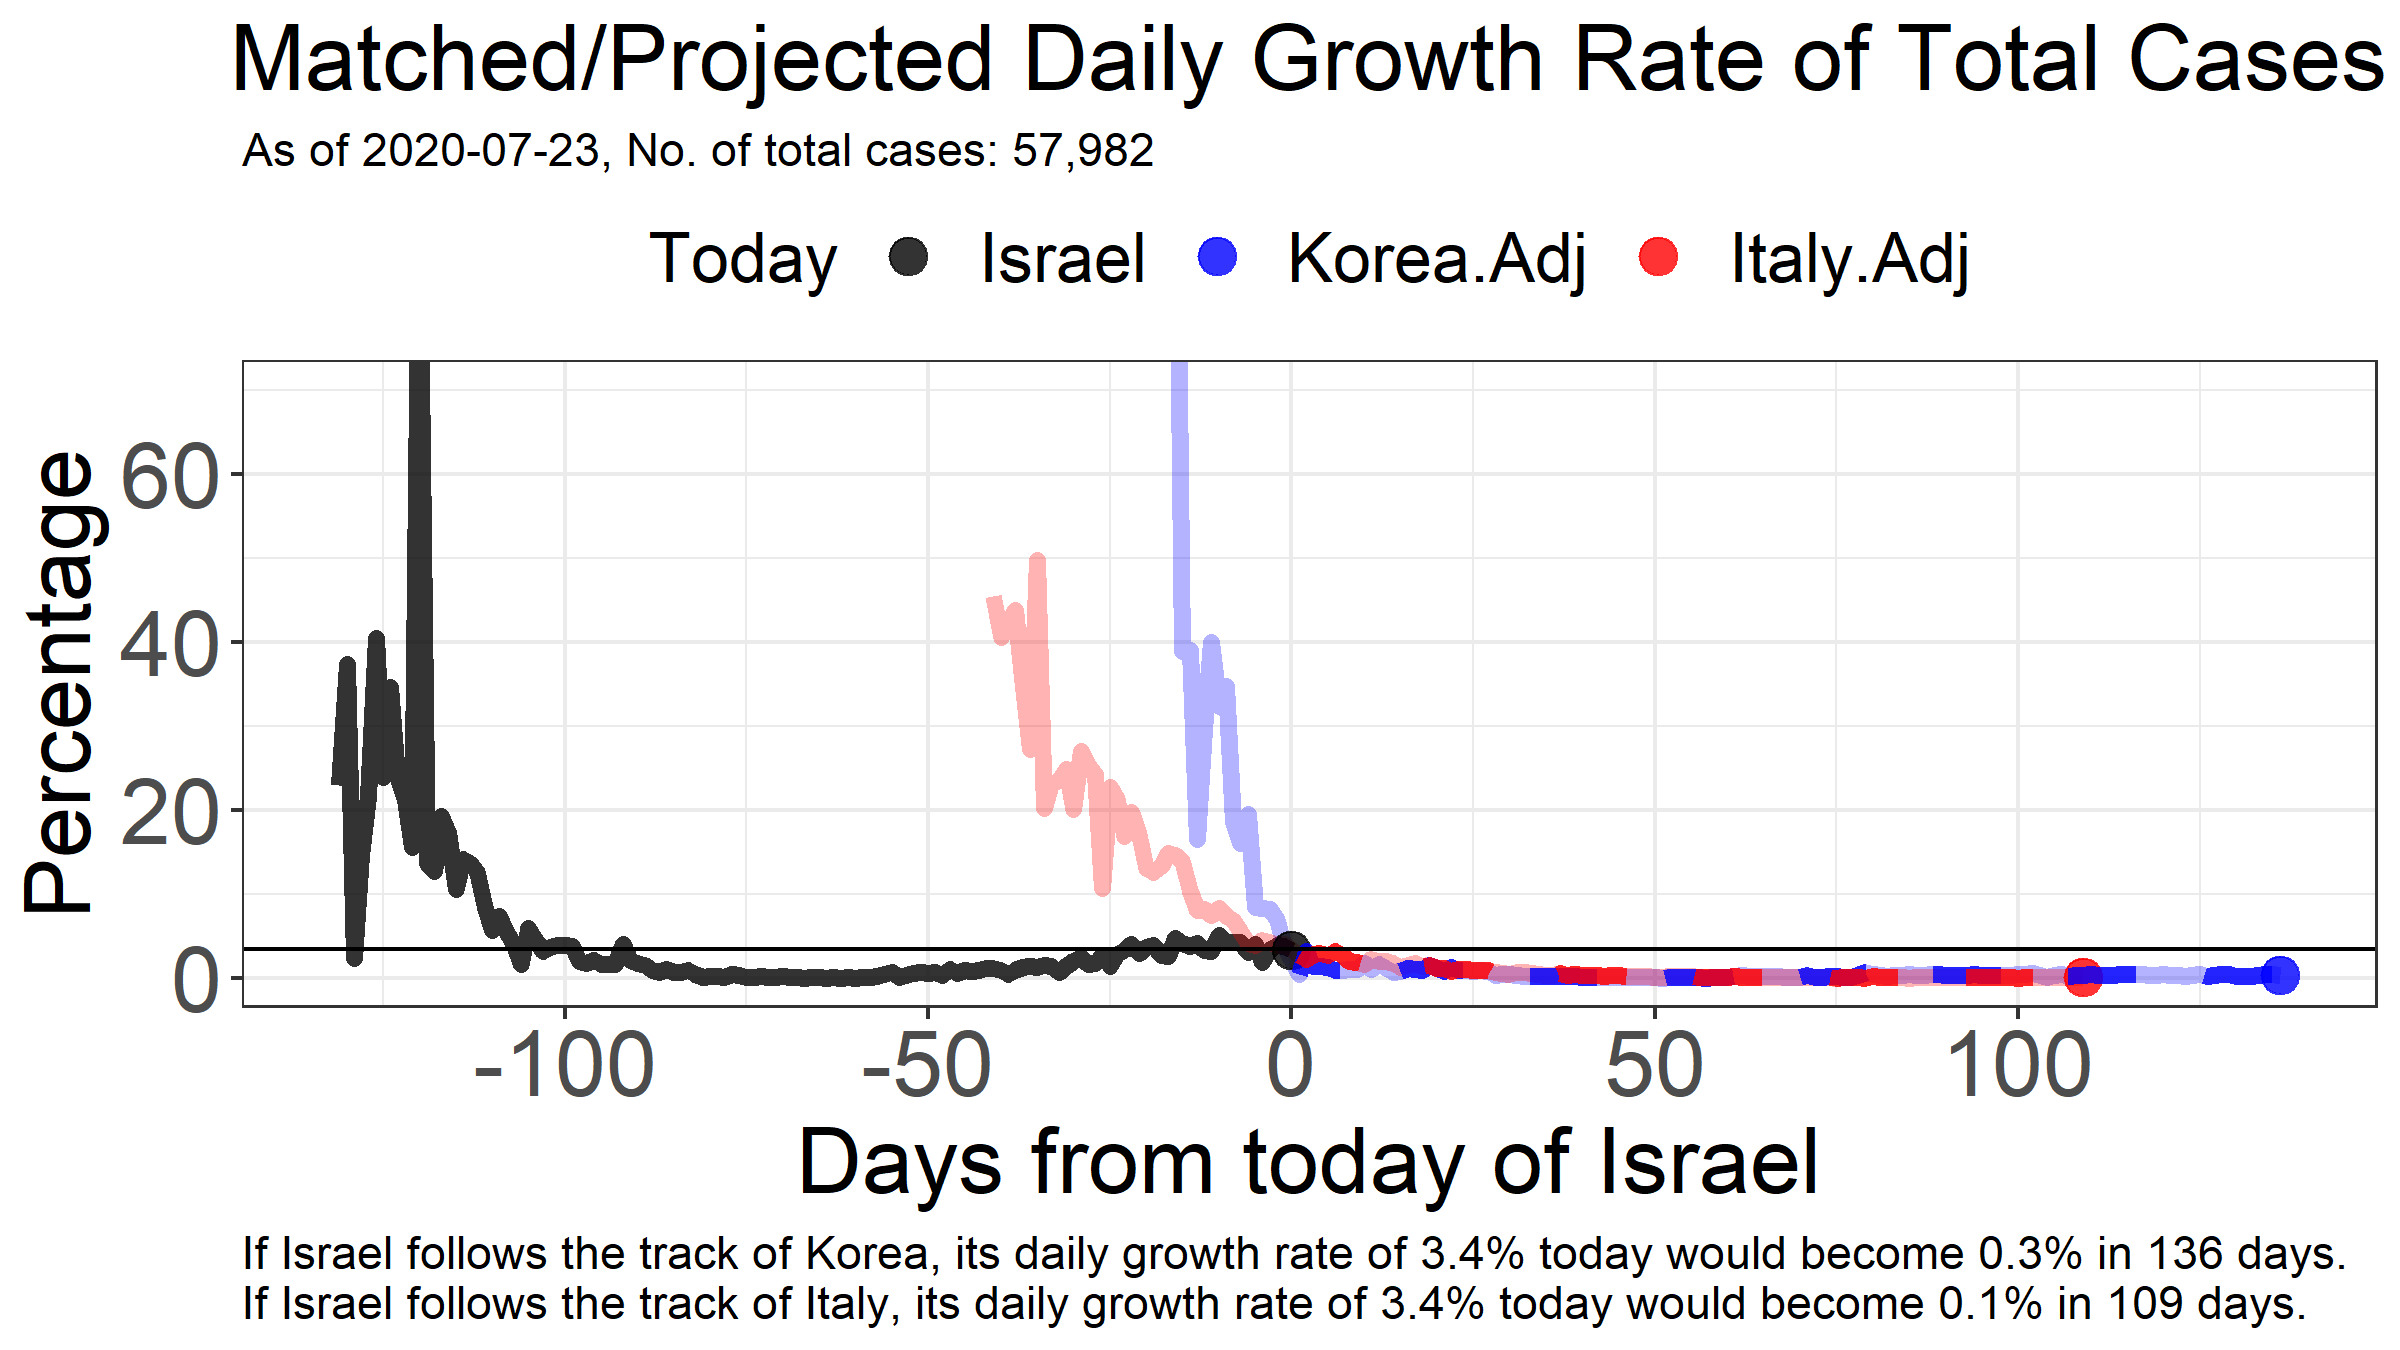 Matched/Projected Daily Growth Rate of Total Cases
As of 2020-07-23, No. of total cases: 57,982
Today Israel Korea.Adj Italy.Adj
Percentage
60
40
20
0
-100 -50 0 50 100
Days from today of Israel
If Israel follows the track of Korea, its daily growth rate of 3.4% today would become 0.3% in 136 days.
If Israel follows the track of Italy, its daily growth rate of 3.4% today would become 0.1% in 109 days.